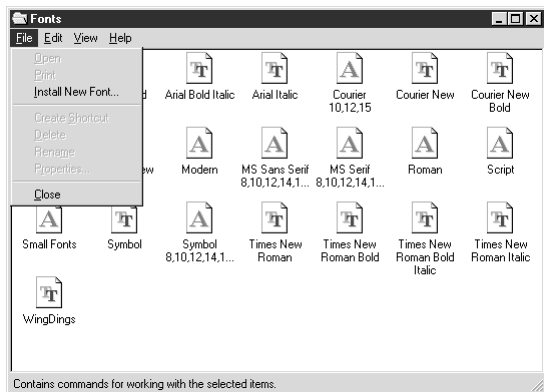 Fonts
File Edit View Help
Open
Print
Install New Font...
Create Shortcut
Delete
Rename
Properties...
Close
d Arial Bold Italic Arial Italic Courier Courier New Courier New
10,12,15 Bold
ew Modern MS Sans Serif MS Serif Roman Script
8,10,12,14,1... 8,10,12,14,1...
Small Fonts Symbol Symbol Times New Times New Times New Times New
8,10,12,14,1... Roman Roman Bold Roman Bold Roman Italic
Italic
WingDings
Contains commands for working with the selected items.